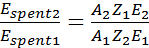 E_spent2 / E_spent1 = A_2 Z_1 E_2 / A_1 Z_2 E_1